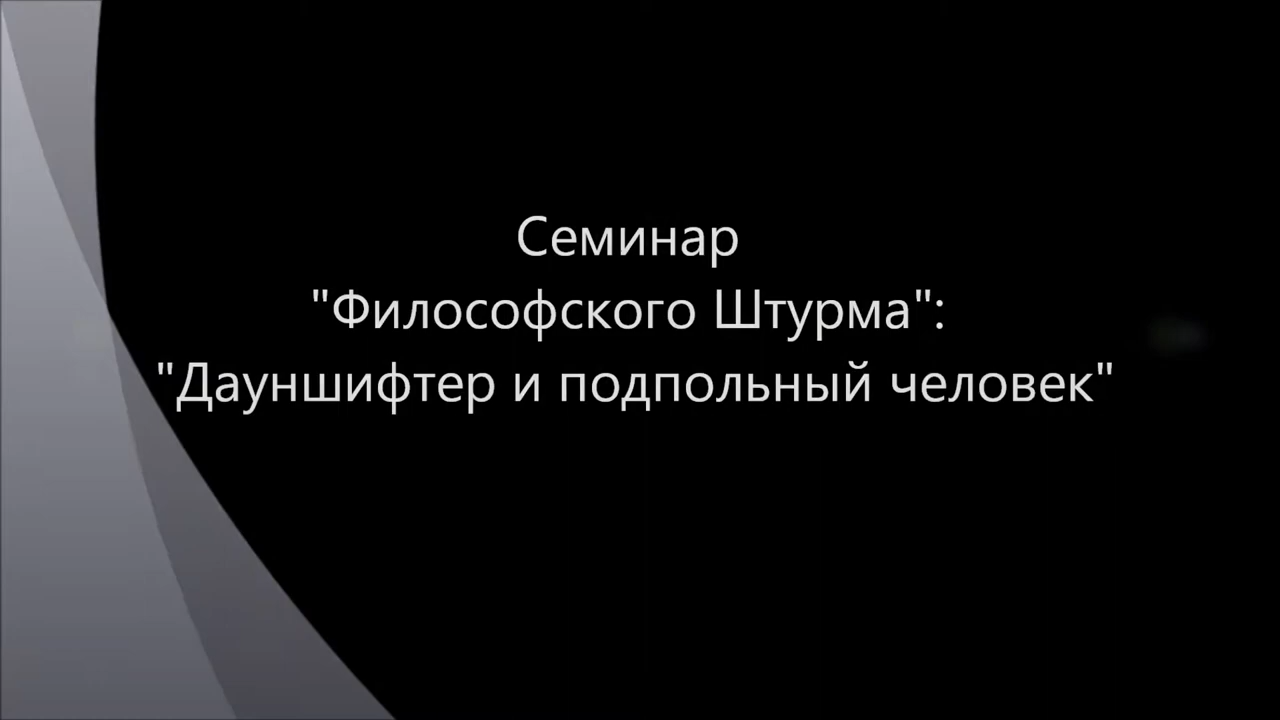 Семинар
"Философского Штурма":
"Дауншифтер и подпольный человек"